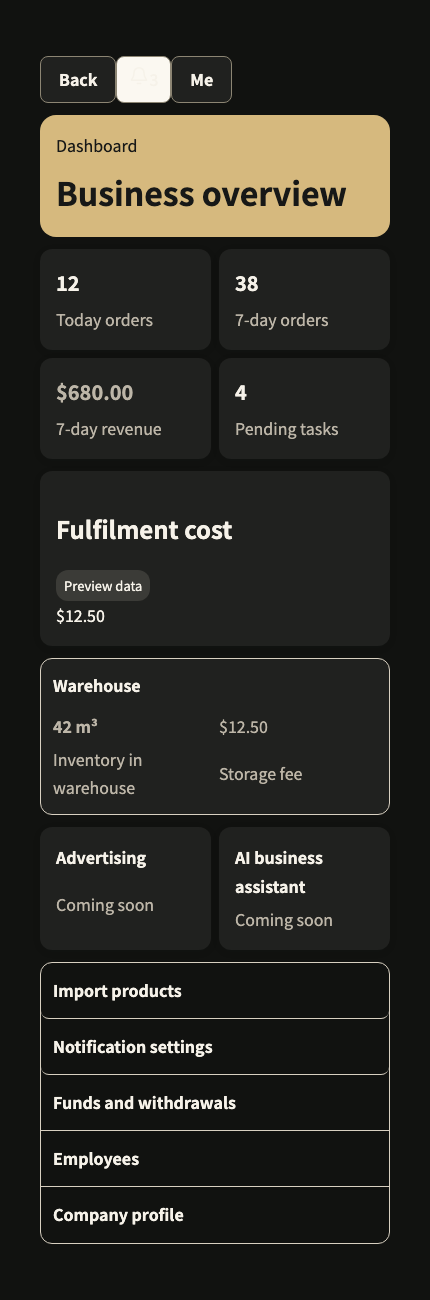 Back
Me
Dashboard
Business overview
12
38
Today orders
7-day orders
$680.00
4
7-day revenue
Pending tasks
Fulfilment cost
Preview data
$12.50
Warehouse
42 m³
$12.50
Inventory in
warehouse
Storage fee
Advertising
AI business
assistant
Coming soon
Coming soon
Import products
Notification settings
Funds and withdrawals
Employees
Company profile